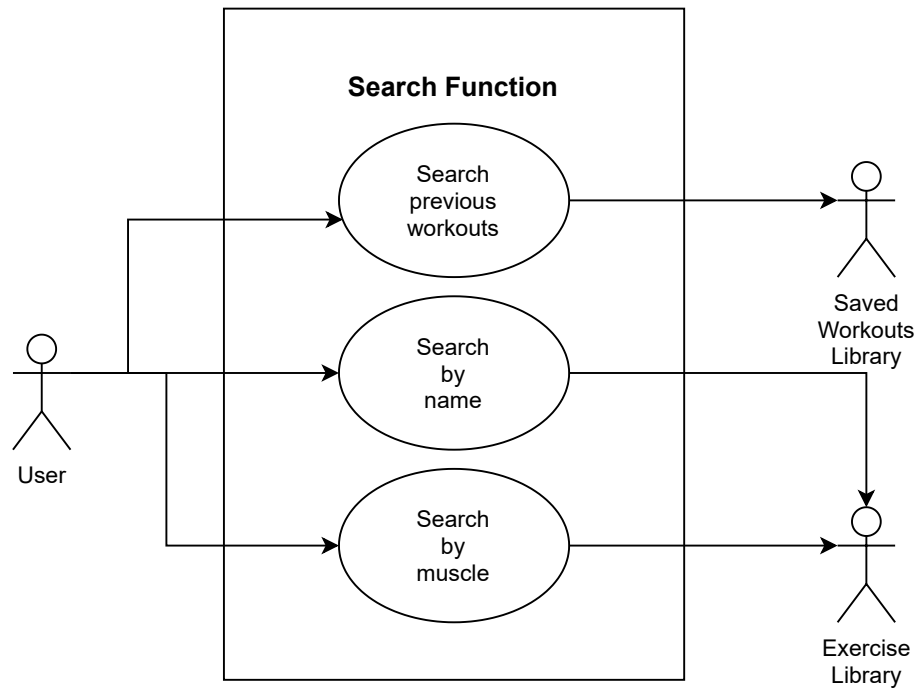 Search Function
Search
previous
workouts
Saved
Workouts
Library
Search
by
name
User
Search
by
muscle
Exercise
Library